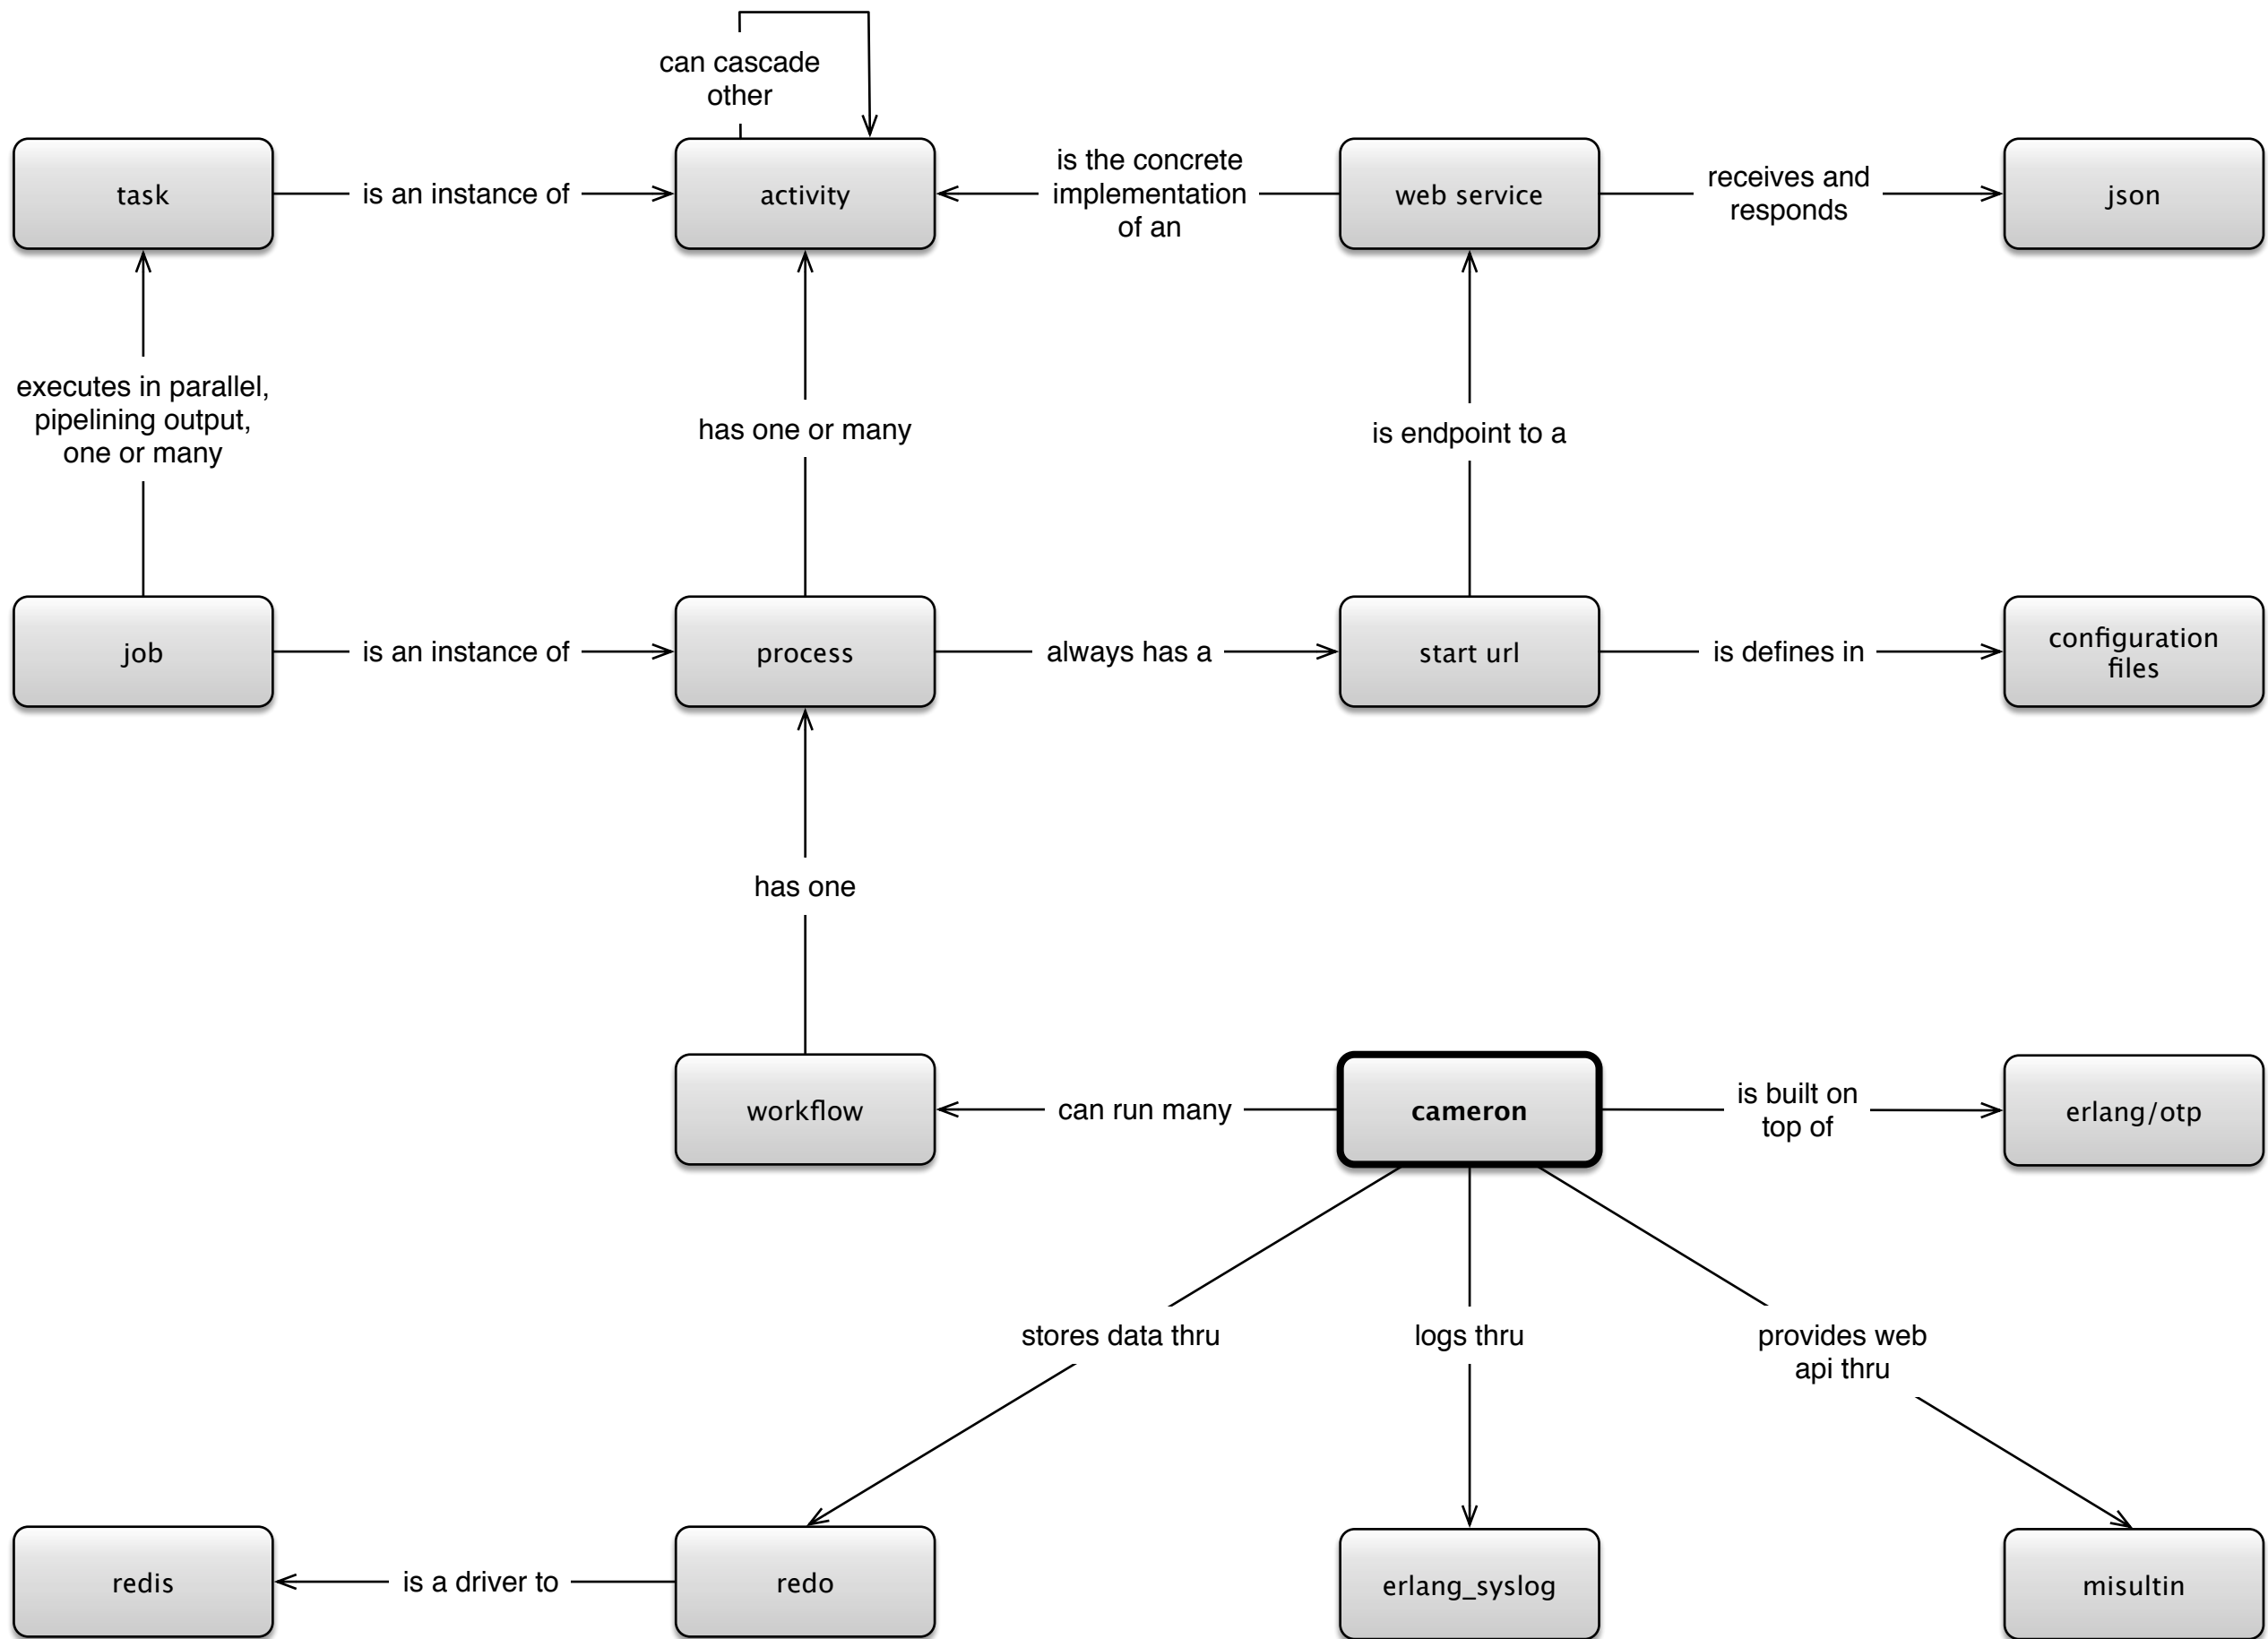 can cascade
other
task
is an instance of
activity
is the concrete
implementation
of an
web service
receives and
responds
json
executes in parallel,
pipelining output,
one or many
has one or many
is endpoint to a
job
is an instance of
process
always has a
start url
is defines in
configuration
files
has one
workflow
can run many
cameron
is built on
top of
erlang/otp
stores data thru
logs thru
provides web
api thru
redis
is a driver to
redo
erlang_syslog
misultin